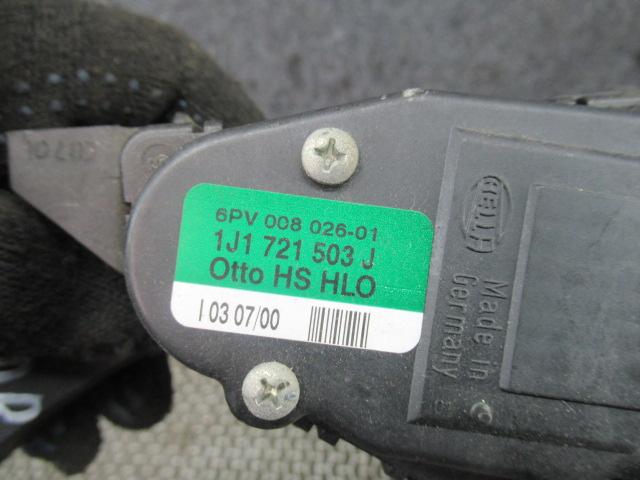 6PV 008 026-01
1J1 721 503 J
Otto HS HLO
I 03 07/00
HELLA
Made in
Germany